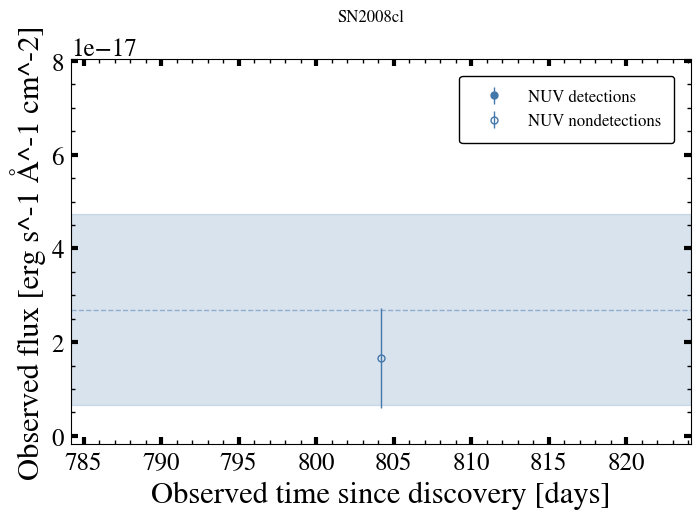 SN2008cl
1e−17
8
6
4
2
0
NUV detections
NUV nondetections
785 790 795 800 805 810 815 820
Observed time since discovery [days]
Observed flux [erg s^-1 Å^-1 cm^-2]